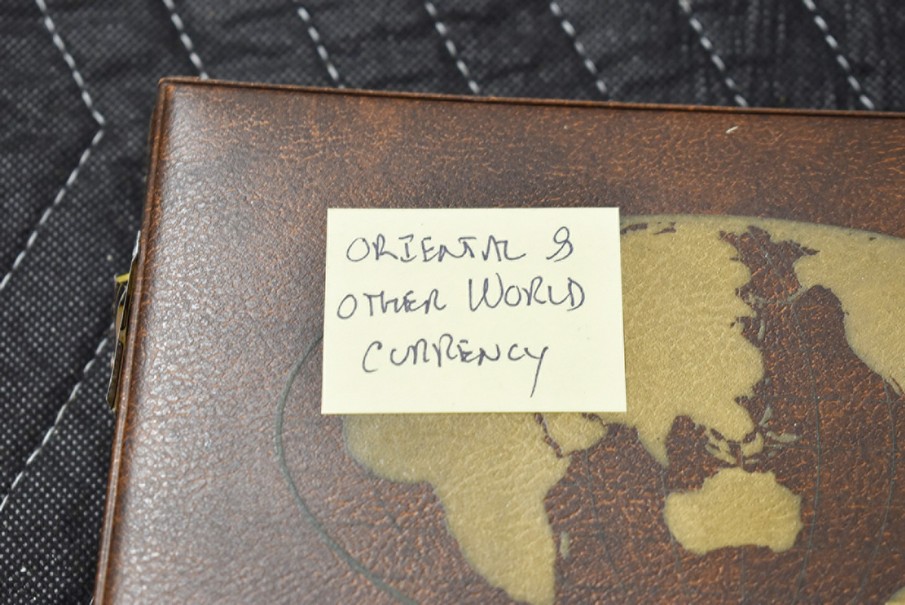 ORIENTAL &
OTHER WORLD
CURRENCY